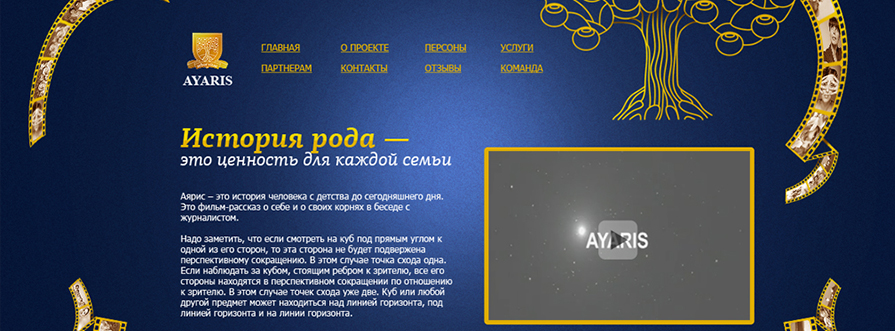 ГЛАВНАЯ О ПРОЕКТЕ ПЕРСОНЫ УСЛУГИ
ПАРТНЕРАМ КОНТАКТЫ ОТЗЫВЫ КОМАНДА
AYARIS
История рода —
это ценность для каждой семьи
Аярис – это история человека с детства до сегодняшнего дня.
Это фильм-рассказ о себе и о своих корнях в беседе с
журналистом.
Надо заметить, что если смотреть на куб под прямым углом к
одной из его сторон, то эта сторона не будет подвержена
перспективному сокращению. В этом случае точка схода одна.
Если наблюдать за кубом, стоящим ребром к зрителю, все его
стороны находятся в перспективном сокращении по отношению
к зрителю. В этом случае точек схода уже две. Куб или любой
другой предмет может находиться над линией горизонта, под
линией горизонта и на линии горизонта.
AYARIS